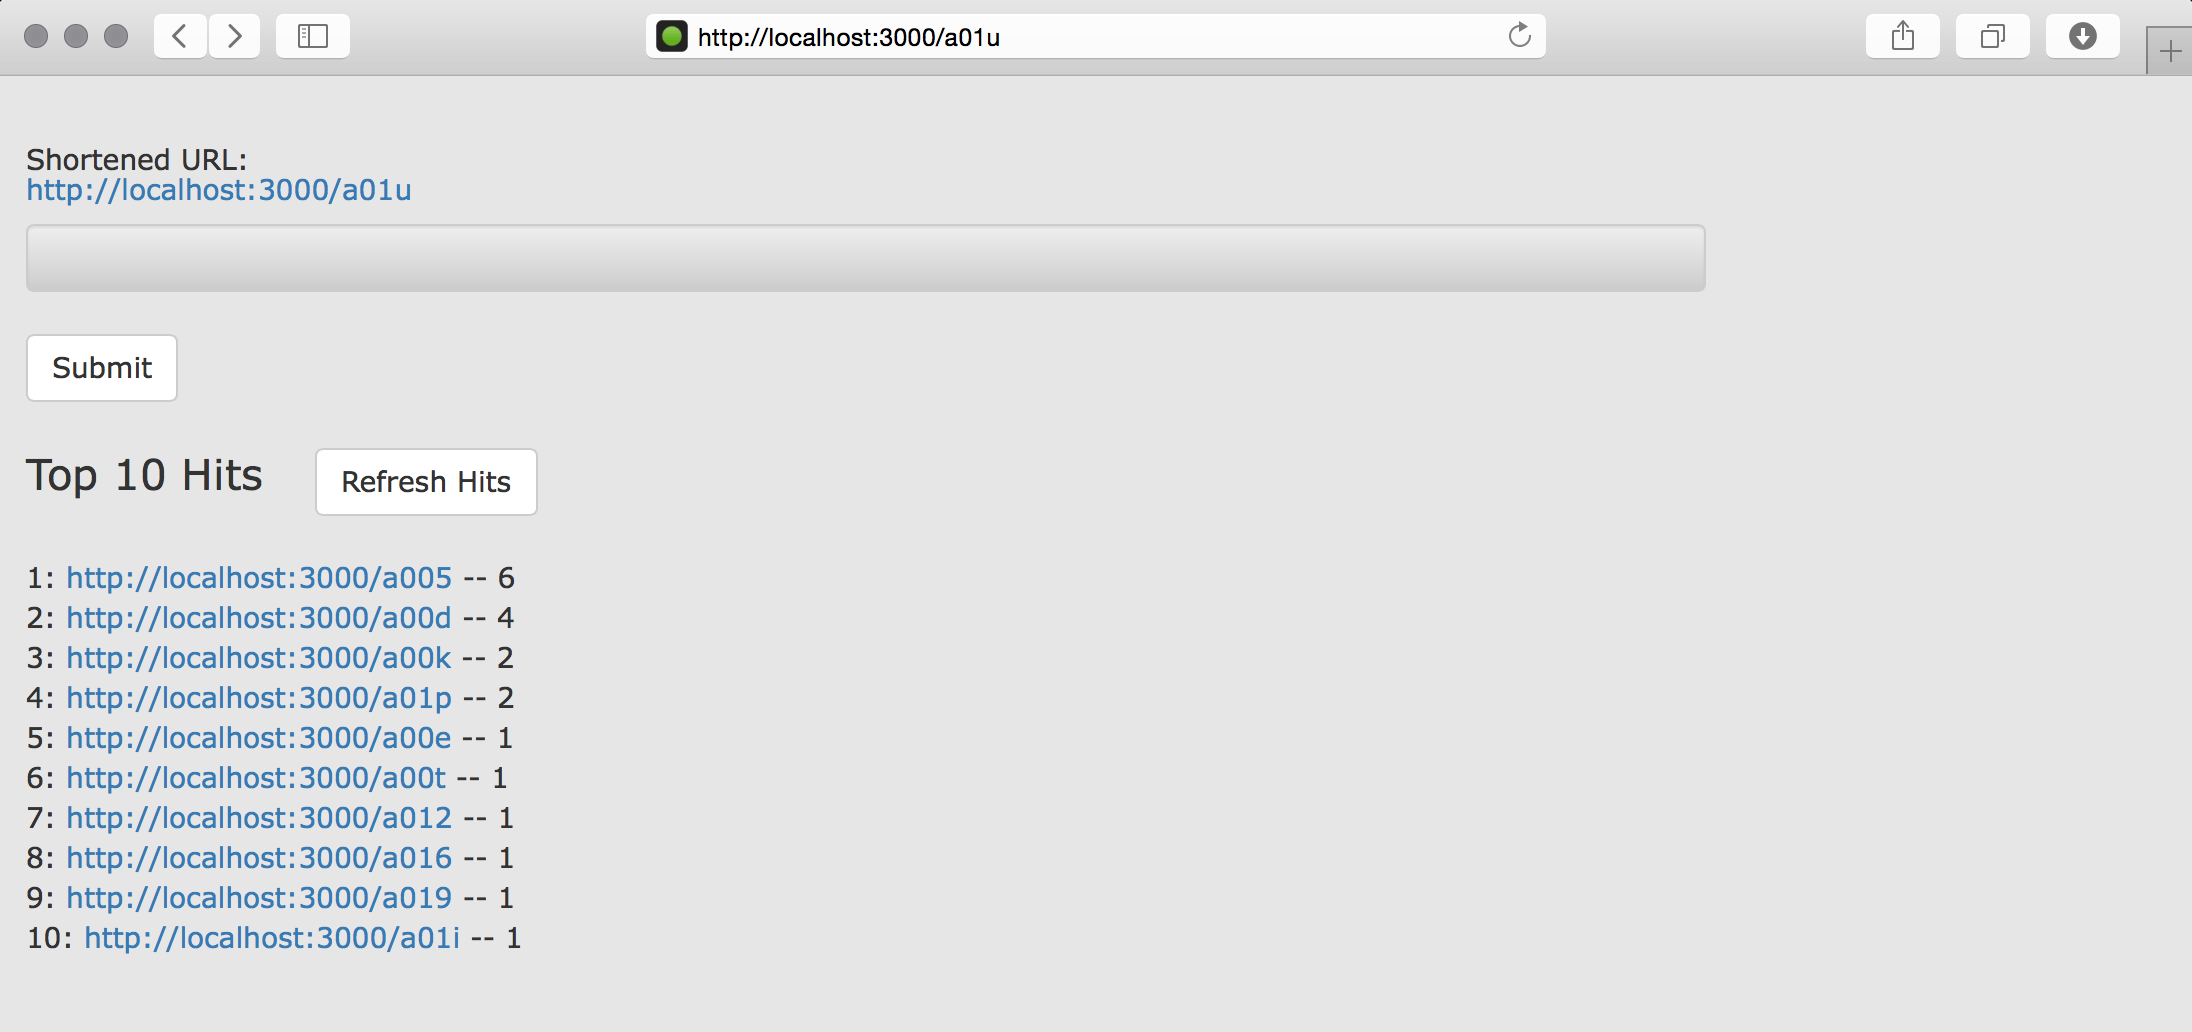 http://localhost:3000/a01u
Shortened URL:
http://localhost:3000/a01u
Submit
Top 10 Hits
Refresh Hits
1: http://localhost:3000/a005 -- 6
2: http://localhost:3000/a00d -- 4
3: http://localhost:3000/a00k -- 2
4: http://localhost:3000/a01p -- 2
5: http://localhost:3000/a00e -- 1
6: http://localhost:3000/a00t -- 1
7: http://localhost:3000/a012 -- 1
8: http://localhost:3000/a016 -- 1
9: http://localhost:3000/a019 -- 1
10: http://localhost:3000/a01i -- 1